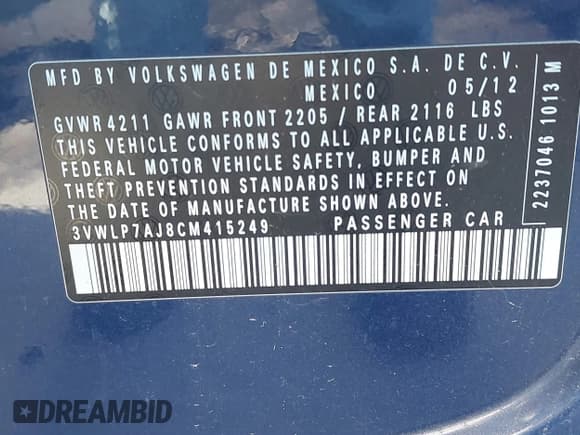 MFD BY VOLKSWAGEN DE MEXICO S.A. DE C.V.
MEXICO 05/12
GVWR 4211 GAWR FRONT 2205 / REAR 2116 LBS
THIS VEHICLE CONFORMS TO ALL APPLICABLE U.S.
FEDERAL MOTOR VEHICLE SAFETY, BUMPER AND
THEFT PREVENTION STANDARDS IN EFFECT ON
THE DATE OF MANUFACTURE SHOWN ABOVE.
3VWLP7AJ8CM415249 PASSENGER CAR
2237046 1013 M
DREAMBID